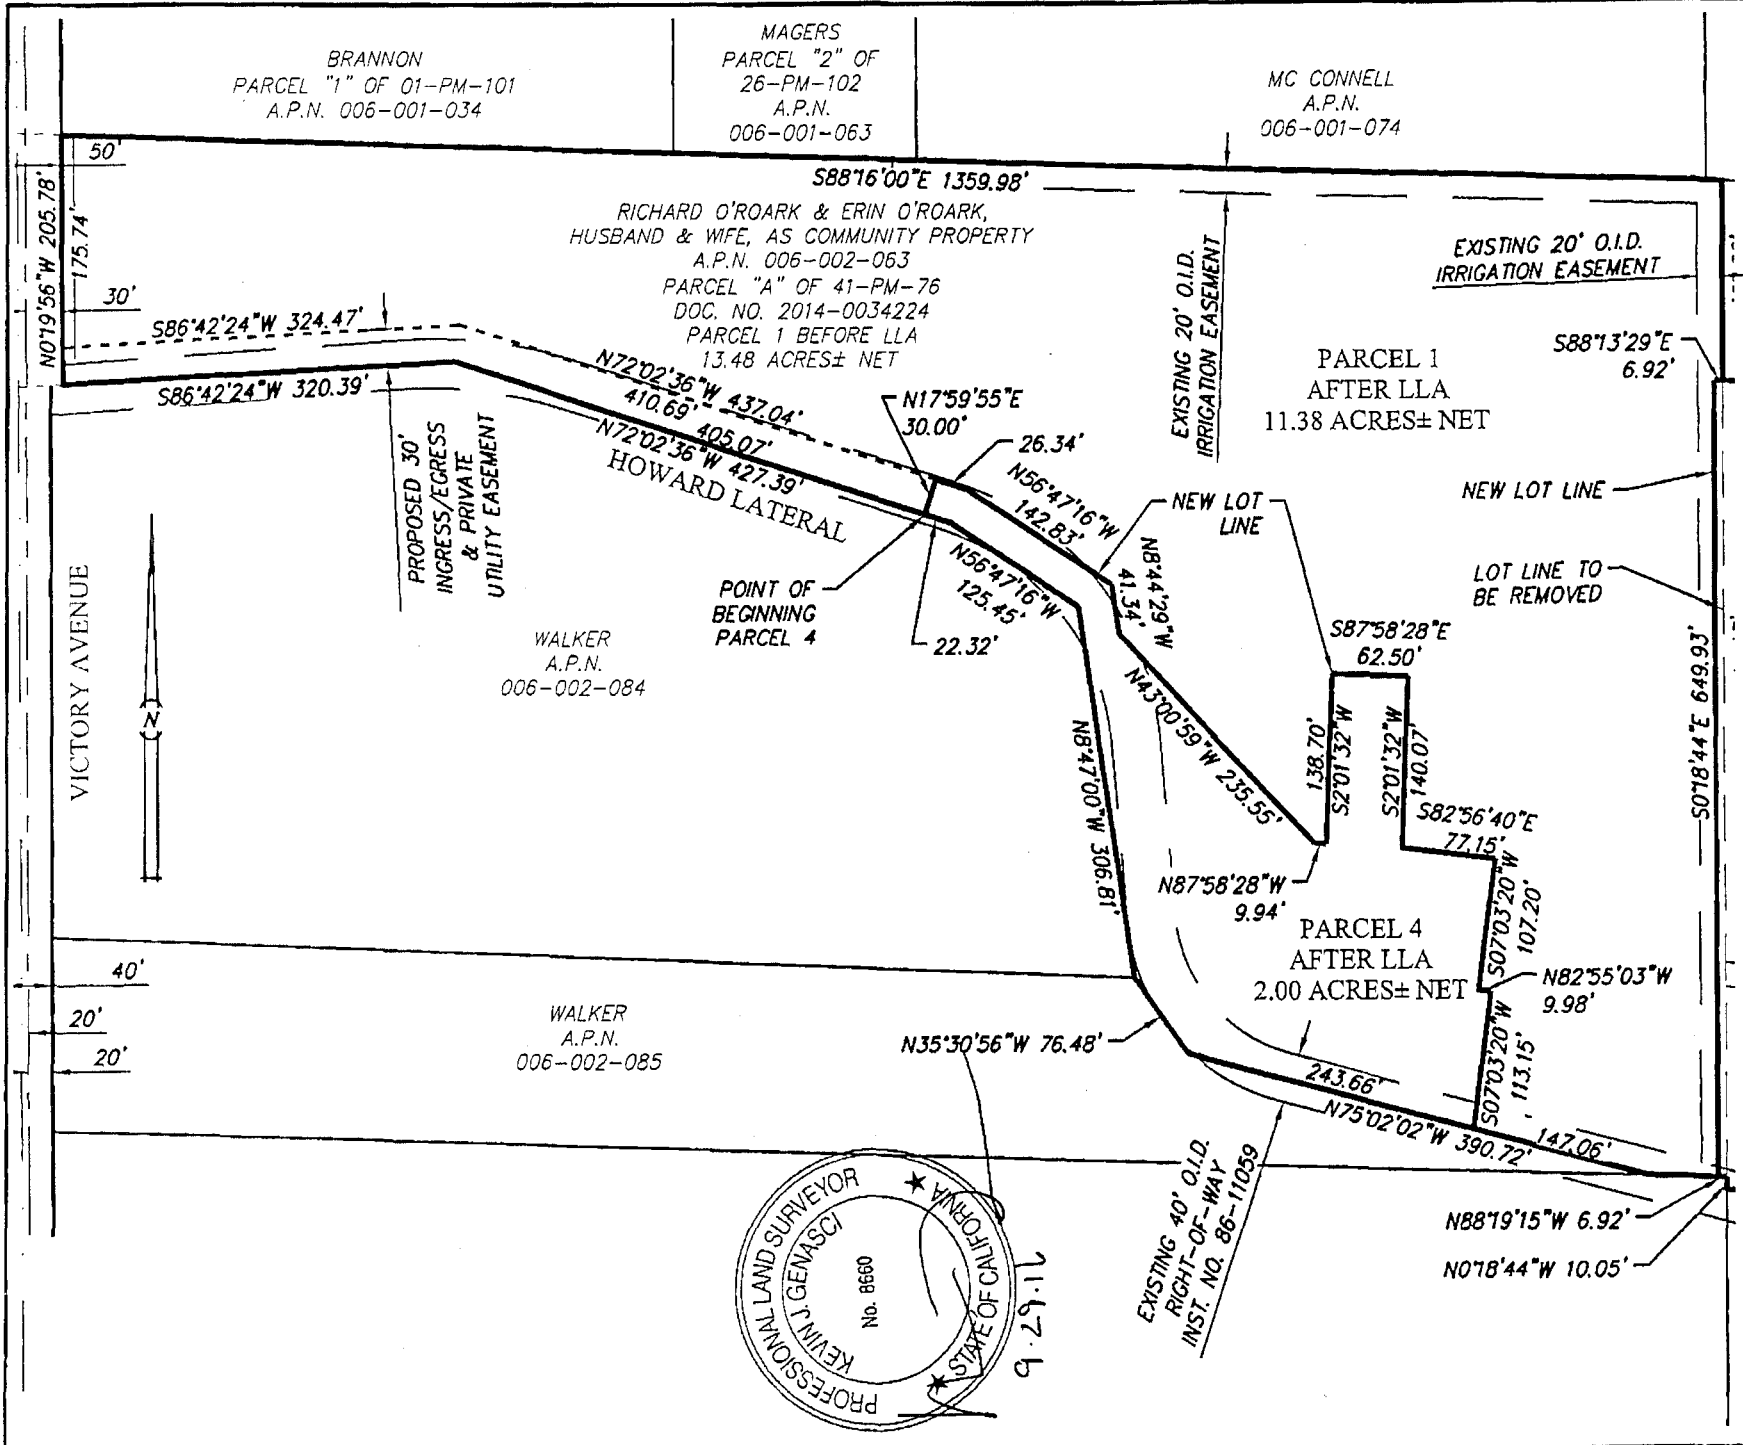 BRANNON
PARCEL "1" OF 01-PM-101
A.P.N. 006-001-034
MAGERS
PARCEL "2" OF
26-PM-102
A.P.N.
006-001-063
MC CONNELL
A.P.N.
006-001-074
50'
N0°19'56"W 205.78'
175.74'
30'
S88°16'00"E 1359.98'
RICHARD O'ROARK & ERIN O'ROARK,
HUSBAND & WIFE, AS COMMUNITY PROPERTY
A.P.N. 006-002-063
PARCEL "A" OF 41-PM-76
DOC. NO. 2014-0034224
PARCEL 1 BEFORE LLA
13.48 ACRES± NET
EXISTING 20' O.I.D.
IRRIGATION EASEMENT
EXISTING 20' O.I.D.
IRRIGATION EASEMENT
S88°13'29"E
6.92'
PARCEL 1
AFTER LLA
11.38 ACRES± NET
S86°42'24"W 324.47'
S86°42'24"W 320.39'
N72°02'36"W 437.04'
410.69'
405.07'
N72°02'36"W 427.39'
HOWARD LATERAL
N17°59'55"E
30.00'
26.34'
N56°47'16"W
142.83'
NEW LOT
LINE
NEW LOT LINE
PROPOSED 30'
INGRESS/EGRESS
& PRIVATE
UTILITY EASEMENT
LOT LINE TO
BE REMOVED
N8°44'29"W
41.34'
N56°47'16"W
125.45'
POINT OF
BEGINNING
PARCEL 4
22.32'
VICTORY AVENUE
N
WALKER
A.P.N.
006-002-084
S87°58'28"E
62.50'
S0°18'44"E 649.93'
N43°00'59"W 235.55'
138.70'
S2°01'32"W
S2°01'32"W
140.07'
N8°47'00"W 306.81'
S82°56'40"E
77.15'
N87°58'28"W
9.94'
S07°03'20"W
107.20'
PARCEL 4
AFTER LLA
2.00 ACRES± NET
N82°55'03"W
9.98'
40'
20'
20'
WALKER
A.P.N.
006-002-085
N35°30'56"W 76.48'
S07°03'20"W
113.15'
243.66'
N75°02'02"W 390.72'
147.06'
EXISTING 40' O.I.D.
RIGHT-OF-WAY
INST. NO. 86-11059
N88°19'15"W 6.92'
N0°18'44"W 10.05'
PROFESSIONAL LAND SURVEYOR
KEVIN J. GENASCI
No. 8660
STATE OF CALIFORNIA
9.29.16